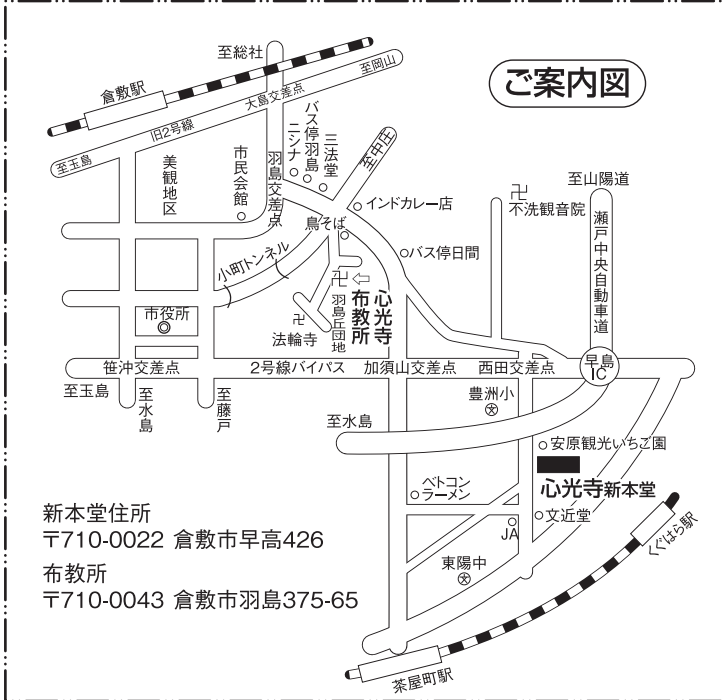 ご案内図
至総社
至岡山
倉敷駅
大島交差点
旧2号線
至玉島
美観地区
市民会館
羽島交差点
ニシナ
バス停羽島
三法堂
至中庄
インドカレー店
鳥そば
バス停日間
不洗観音院
至山陽道
瀬戸中央自動車道
小町トンネル
市役所
法輪寺
羽島丘団地
心光寺
布教所
笹沖交差点
2号線バイパス
加須山交差点
西田交差点
早島
IC
至玉島
至水島
至藤戸
至水島
豊洲小
安原観光いちご園
心光寺新本堂
ベトコン
ラーメン
文近堂
JA
東陽中
くぐはら駅
茶屋町駅
新本堂住所
〒710-0022 倉敷市早高426
布教所
〒710-0043 倉敷市羽島375-65